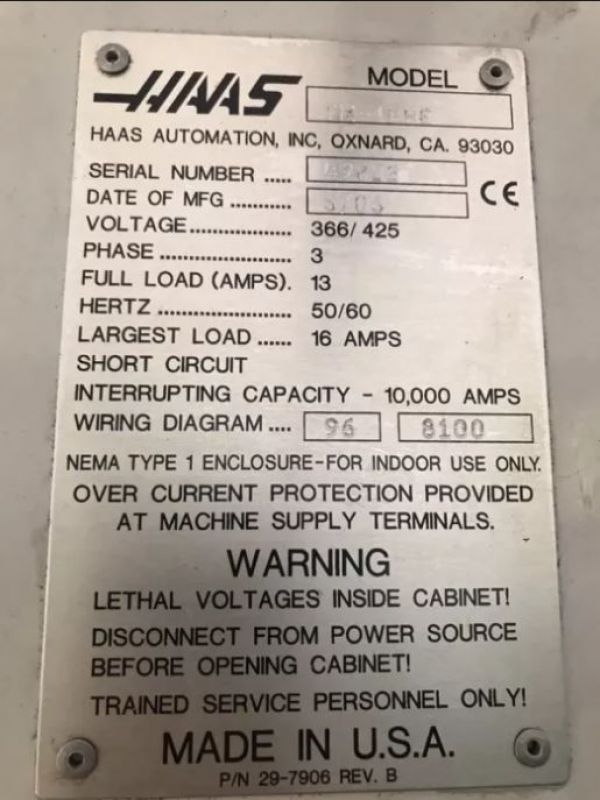 HAAS
MODEL
HAAS AUTOMATION, INC, OXNARD, CA. 93030
SERIAL NUMBER .....
DATE OF MFG ...........
CE
VOLTAGE.................. 366/ 425
PHASE ....................... 3
FULL LOAD (AMPS). 13
HERTZ ....................... 50/60
LARGEST LOAD ...... 16 AMPS
SHORT CIRCUIT
INTERRUPTING CAPACITY - 10,000 AMPS
WIRING DIAGRAM .... 96 8100
NEMA TYPE 1 ENCLOSURE-FOR INDOOR USE ONLY.
OVER CURRENT PROTECTION PROVIDED
AT MACHINE SUPPLY TERMINALS.
WARNING
LETHAL VOLTAGES INSIDE CABINET!
DISCONNECT FROM POWER SOURCE
BEFORE OPENING CABINET!
TRAINED SERVICE PERSONNEL ONLY!
MADE IN U.S.A.
P/N 29-7906 REV. B